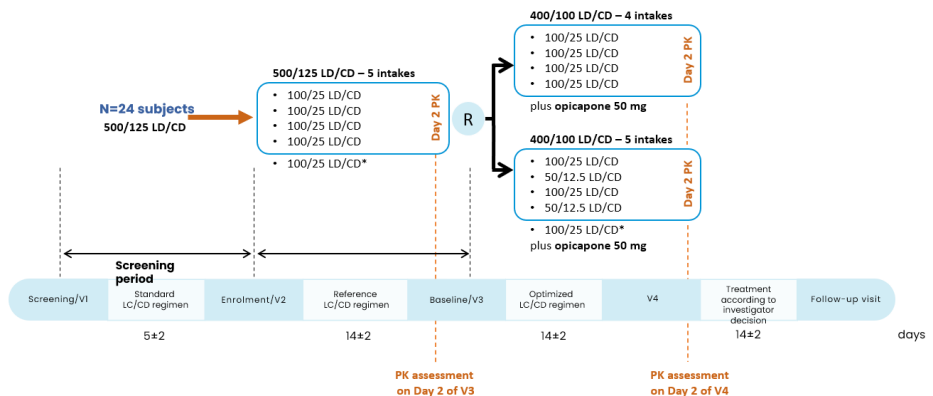 400/100 LD/CD – 4 intakes
• 100/25 LD/CD
• 100/25 LD/CD
• 100/25 LD/CD
• 100/25 LD/CD
Day 2 PK
plus opicapone 50 mg
500/125 LD/CD – 5 intakes
• 100/25 LD/CD
• 100/25 LD/CD
• 100/25 LD/CD
• 100/25 LD/CD
• 100/25 LD/CD*
Day 2 PK
N=24 subjects
500/125 LD/CD
R
400/100 LD/CD – 5 intakes
• 100/25 LD/CD
• 50/12.5 LD/CD
• 100/25 LD/CD
• 50/12.5 LD/CD
• 100/25 LD/CD*
Day 2 PK
plus opicapone 50 mg
Screening
period
Screening/V1
Standard
LC/CD regimen
Enrolment/V2
Reference
LC/CD regimen
Baseline/V3
Optimized
LC/CD regimen
V4
Treatment
according to
investigator
decision
Follow-up visit
5±2
14±2
14±2
14±2
days
PK assessment
on Day 2 of V3
PK assessment
on Day 2 of V4